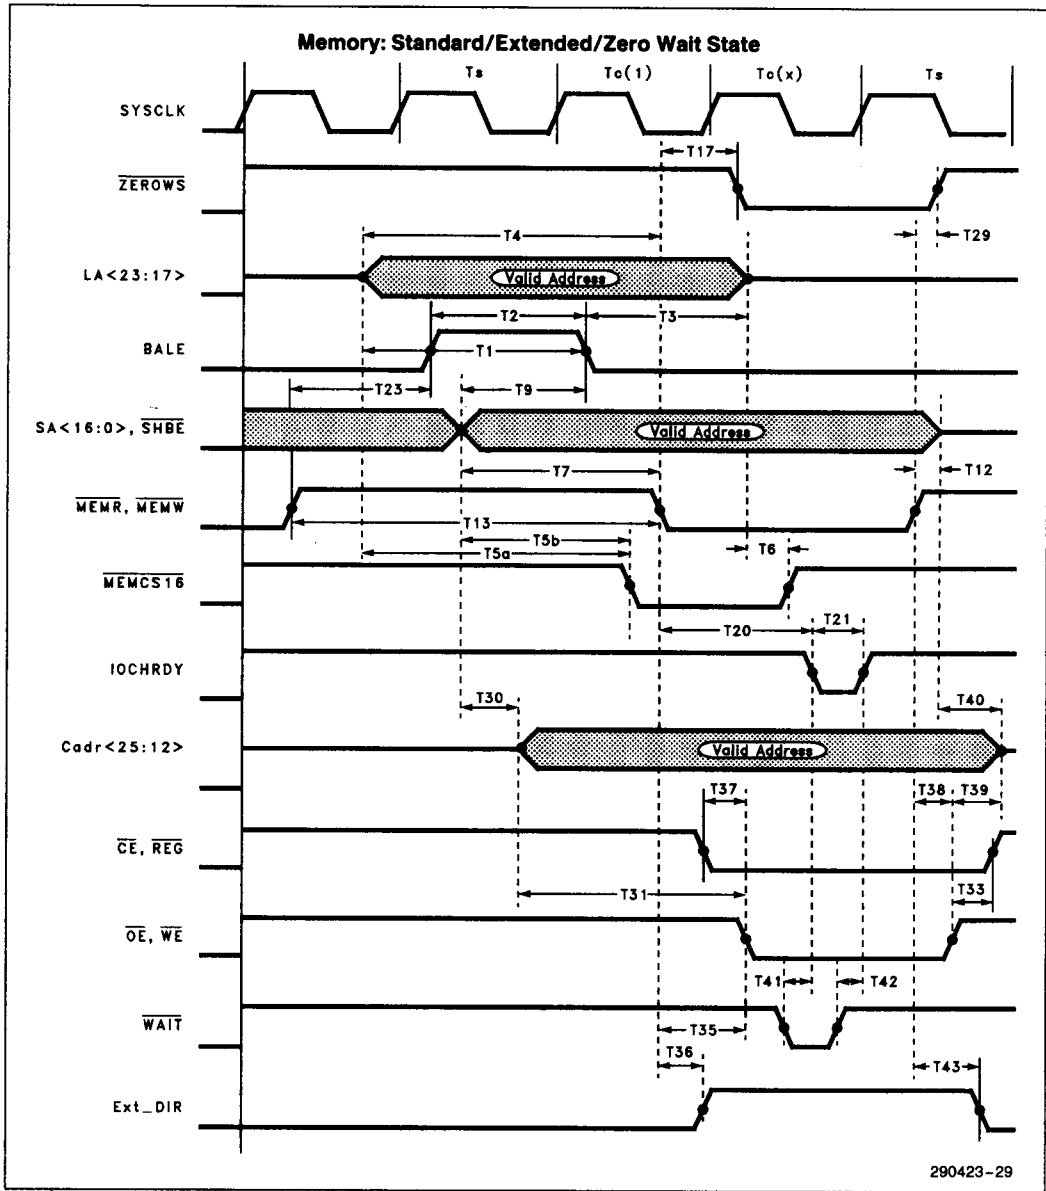 Memory: Standard/Extended/Zero Wait State
Ts Tc(1) Tc(x) Ts
SYSCLK
T17
ZEROWS
T29
T4
LA<23:17>
Valid Address
T2 T3
BALE
T1
T23 T9
SA<16:0>, SHBE
Valid Address
T12
T7
MEMR, MEMW
T13
T5b
T5a
T6
MEMCS16
T20 T21
IOCHRDY
T30 T40
Cadr<25:12>
Valid Address
T37 T38 T39
CE, REG
T31 T33
OE, WE
T41 T42
WAIT
T35
T36 T43
Ext_DIR
290423-29